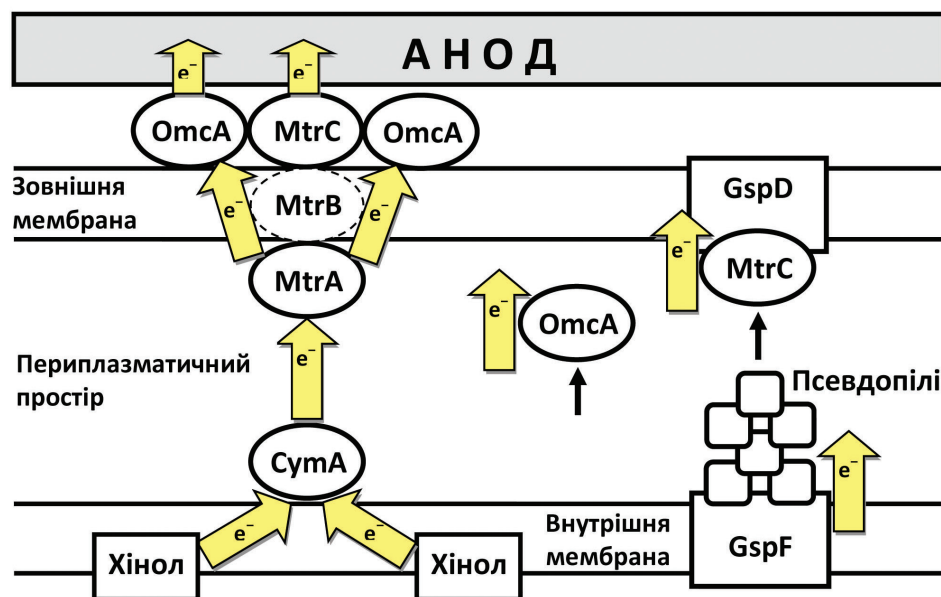 АНОД
e⁻
e⁻
OmcA
MtrC
OmcA
Зовнішня
мембрана
MtrB
e⁻
e⁻
GspD
e⁻
MtrA
MtrC
e⁻
OmcA
e⁻
Периплазматичний
простір
Псевдопілі
CymA
e⁻
e⁻
e⁻
Внутрішня
мембрана
GspF
Хінол
Хінол